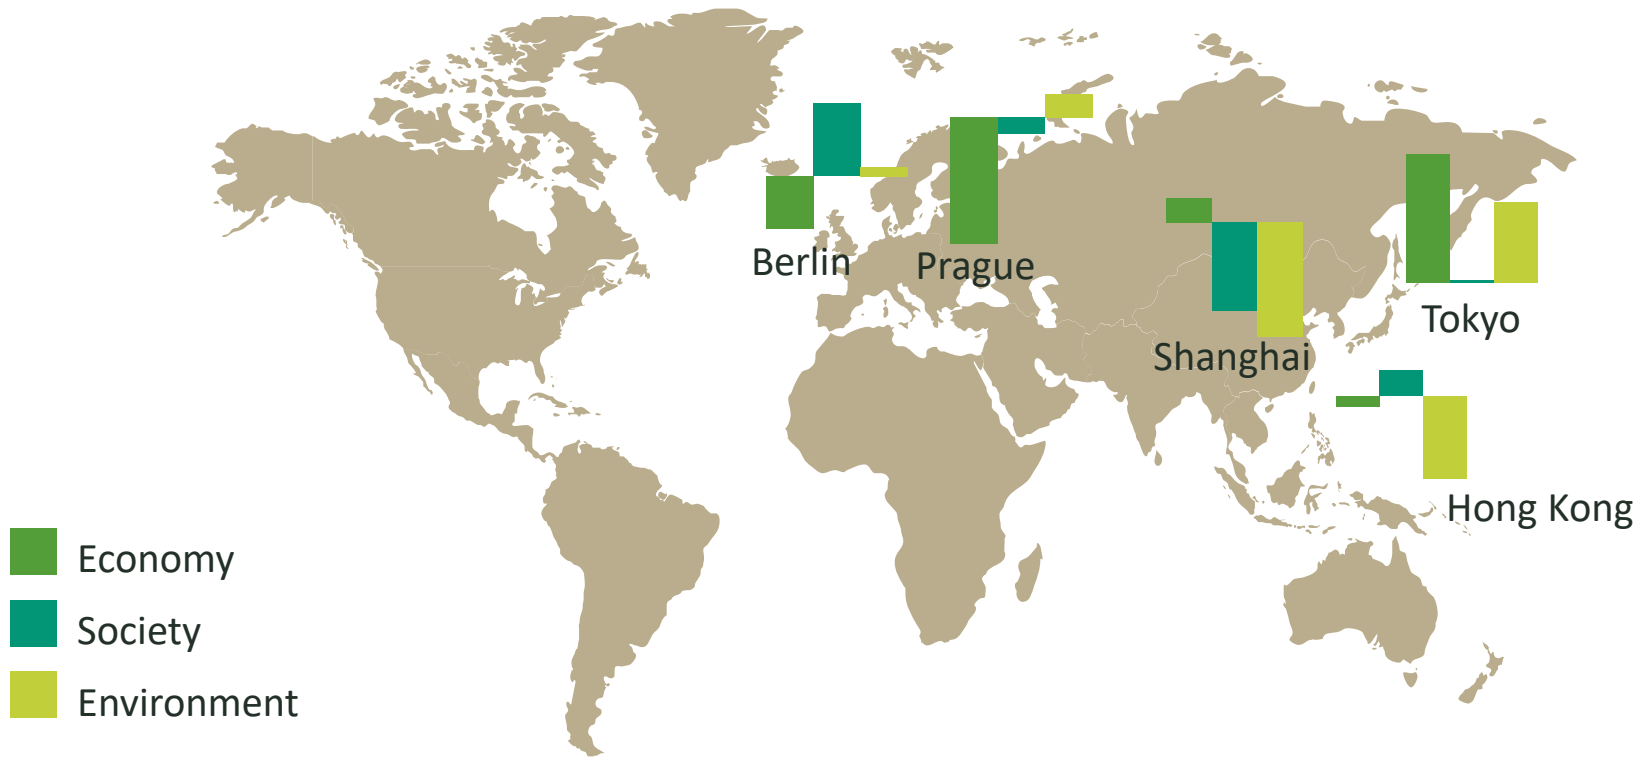 Berlin
Prague
Tokyo
Shanghai
Hong Kong
Economy
Society
Environment